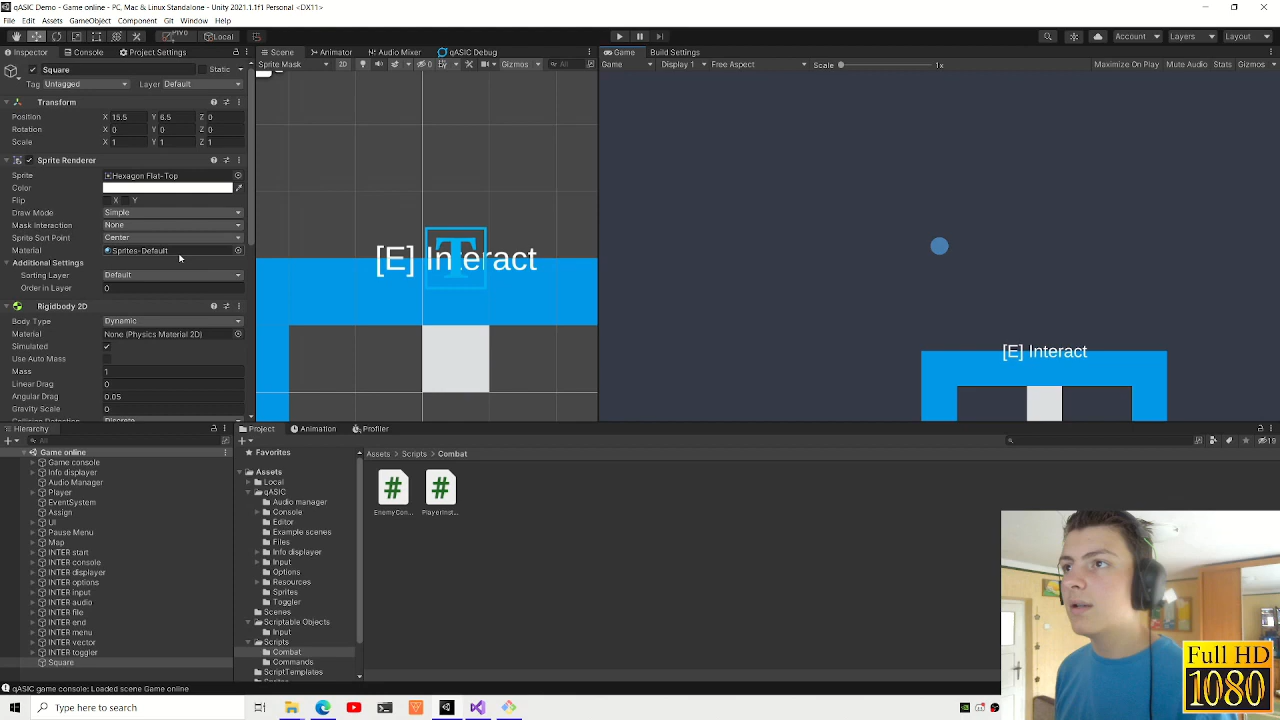 qASIC Demo - Game online - PC, Mac & Linux Standalone - Unity 2021.1.1f1 Personal <DX11>
File Edit Assets GameObject Component Git Window Help
Local
Account
Layers
Layout
Inspector Console Project Settings
Scene Animator Audio Mixer qASIC Debug
Game Build Settings
Square
Static
Tag Untagged Layer Default
Sprite Mask 2D 0 Gizmos All
Game Display 1 Free Aspect Scale 1x Maximize On Play Mute Audio Stats Gizmos
Transform
Position X 15.5 Y 6.5 Z 0
Rotation X 0 Y 0 Z 0
Scale X 1 Y 1 Z 1
Sprite Renderer
Sprite Hexagon Flat-Top
Color
Flip X Y
Draw Mode Simple
Mask Interaction None
Sprite Sort Point Center
Material Sprites-Default
Additional Settings
Sorting Layer Default
Order in Layer 0
Rigidbody 2D
Body Type Dynamic
Material None (Physics Material 2D)
Simulated
Use Auto Mass
Mass 1
Linear Drag 0
Angular Drag 0.05
Gravity Scale 0
Collision Detection Discrete
T
[E] Interact
[E] Interact
Hierarchy
All
Game online
Game console
Info displayer
Audio Manager
Player
EventSystem
Assign
UI
Pause Menu
Map
INTER start
INTER console
INTER displayer
INTER options
INTER input
INTER audio
INTER file
INTER end
INTER menu
INTER vector
INTER toggler
Square
Project Animation Profiler
Favorites
Assets
Local
qASIC
Audio manager
Console
Editor
Example scenes
Files
Info displayer
Input
Options
Resources
Sprites
Toggler
Scenes
Scriptable Objects
Input
Scripts
Combat
Commands
ScriptTemplates
Assets Scripts Combat
EnemyCon... PlayerInst...
qASIC game console: Loaded scene Game online
Type here to search
Full HD
1080